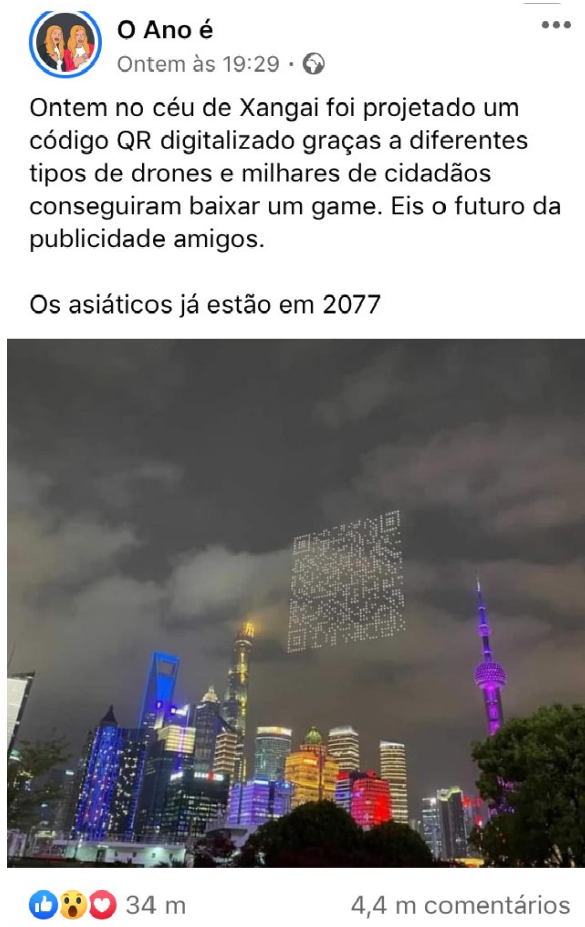 O Ano é
Ontem às 19:29 ·
Ontem no céu de Xangai foi projetado um
código QR digitalizado graças a diferentes
tipos de drones e milhares de cidadãos
conseguiram baixar um game. Eis o futuro da
publicidade amigos.
Os asiáticos já estão em 2077
34 m
4,4 m comentários